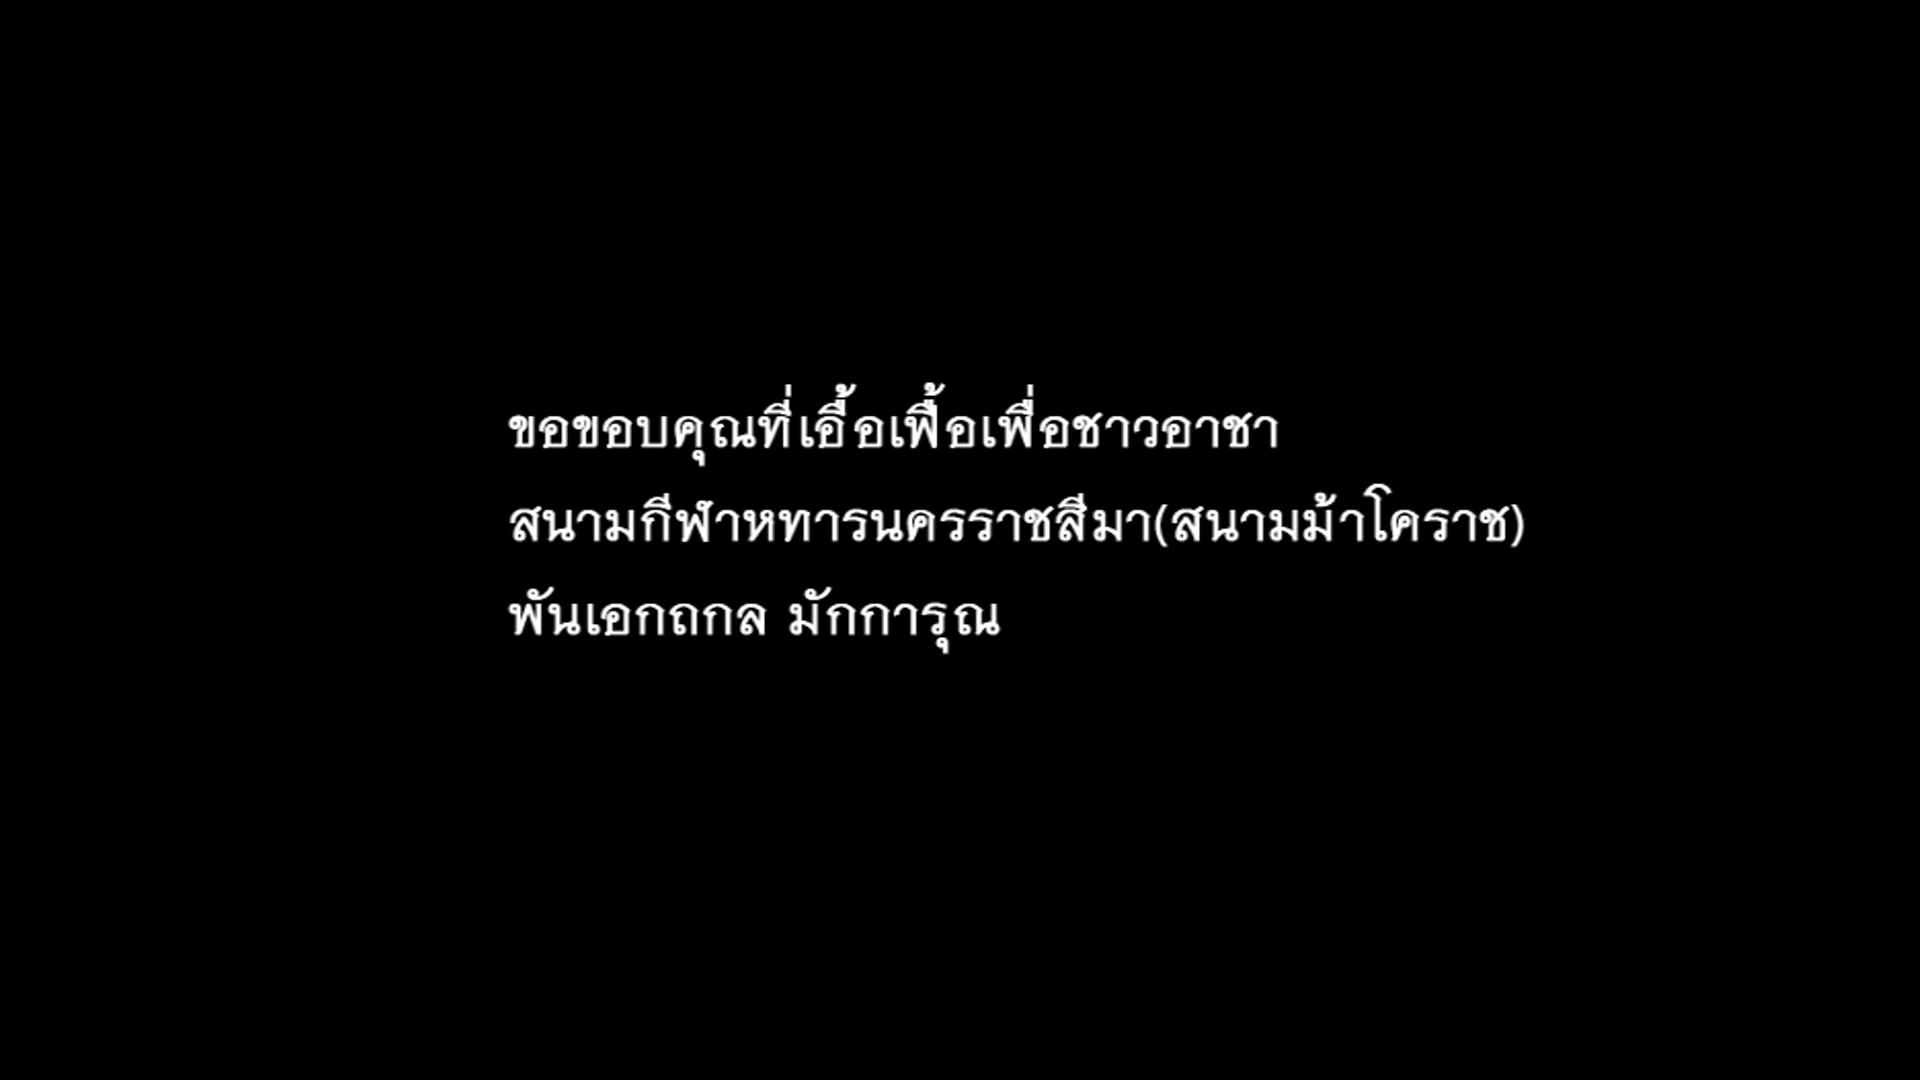 ขอขอบคุณที่เอื้อเฟื้อเพื่อชาวอาชา
สนามกีฬาหทารนครราชสีมา(สนามม้าโคราช)
พันเอกถกล มักการุณ